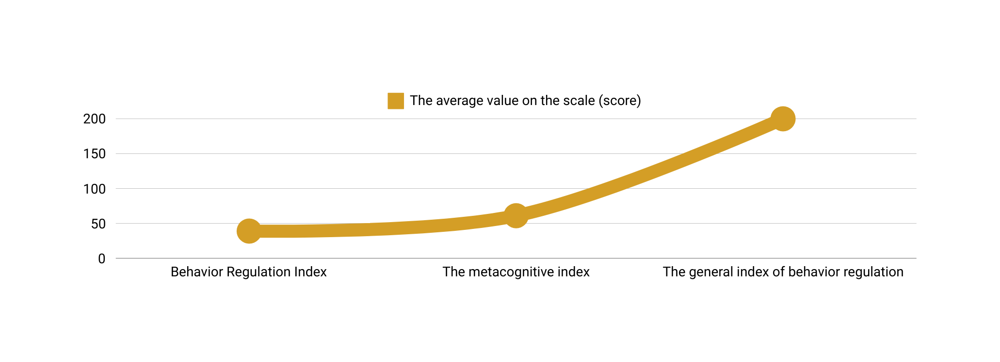 The average value on the scale (score)
200
150
100
50
0
Behavior Regulation Index
The metacognitive index
The general index of behavior regulation